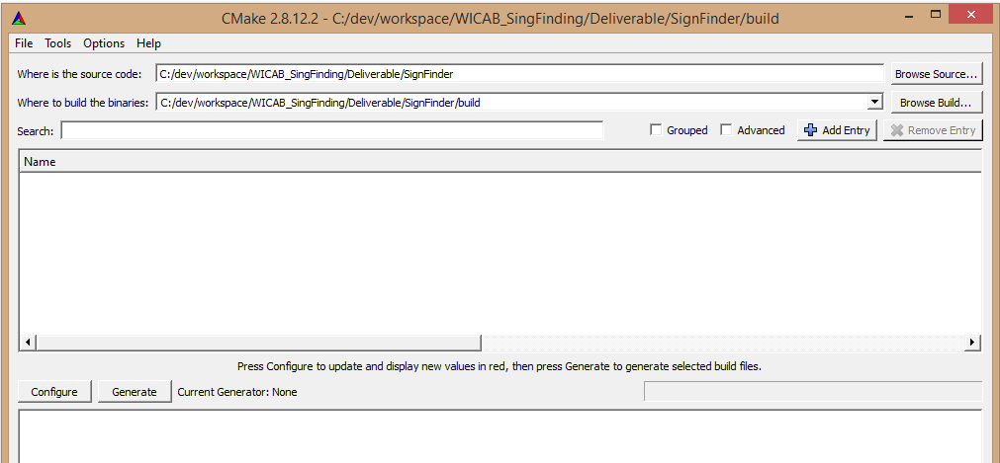 CMake 2.8.12.2 - C:/dev/workspace/WICAB_SingFinding/Deliverable/SignFinder/build
File Tools Options Help
Where is the source code: C:/dev/workspace/WICAB_SingFinding/Deliverable/SignFinder Browse Source...
Where to build the binaries: C:/dev/workspace/WICAB_SingFinding/Deliverable/SignFinder/build Browse Build...
Search: Grouped Advanced Add Entry Remove Entry
Name
Press Configure to update and display new values in red, then press Generate to generate selected build files.
Configure Generate Current Generator: None